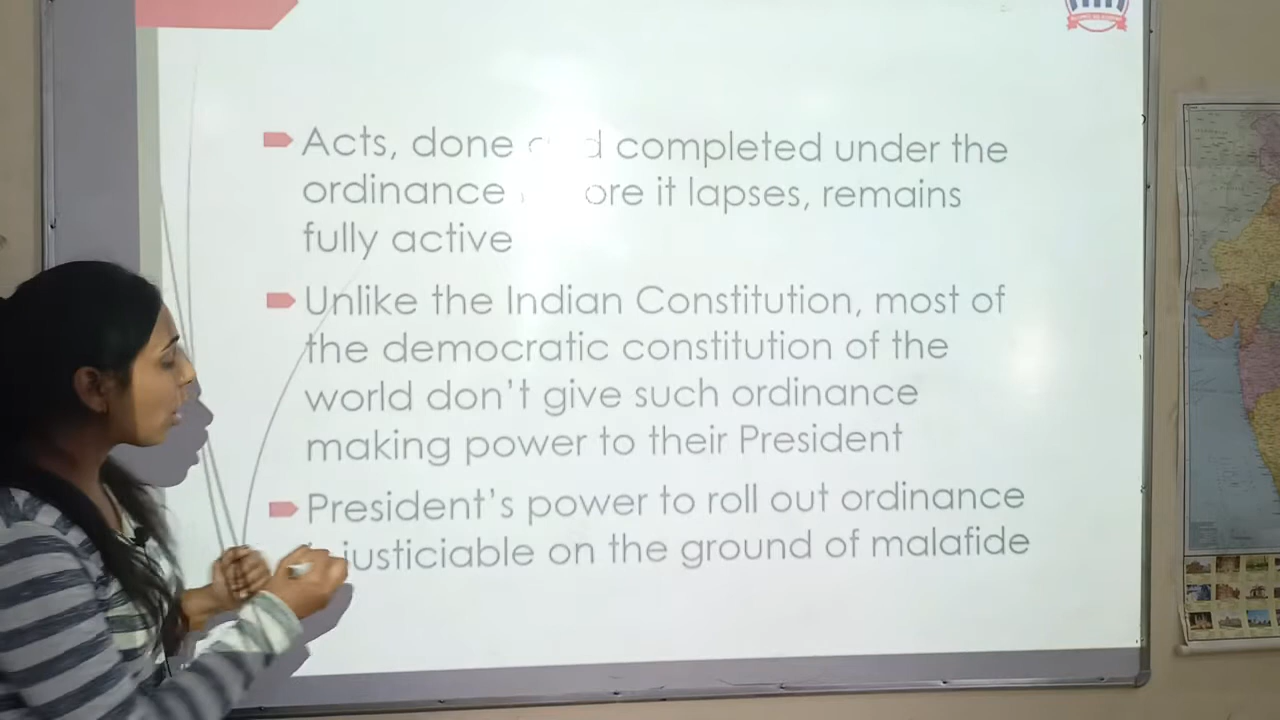 Acts, done completed under the
ordinance it lapses, remains
fully active
Unlike the Indian Constitution, most of
the democratic constitution of the
world don't give such ordinance
making power to their President
President's power to roll out ordinance
justiciable on the ground of malafide